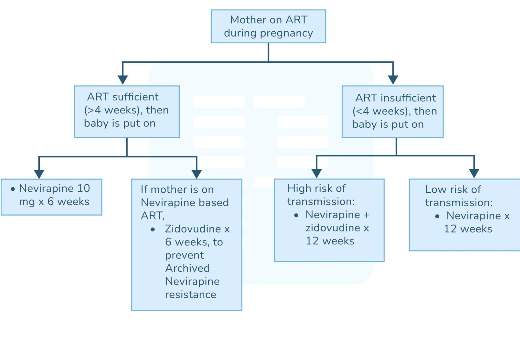 Mother on ART
during pregnancy
ART sufficient
(>4 weeks), then
baby is put on
ART insufficient
(<4 weeks), then
baby is put on
• Nevirapine 10
mg x 6 weeks
If mother is on
Nevirapine based
ART,
• Zidovudine x
6 weeks, to
prevent
Archived
Nevirapine
resistance
High risk of
transmission:
• Nevirapine +
zidovudine x
12 weeks
Low risk of
transmission:
• Nevirapine x
12 weeks